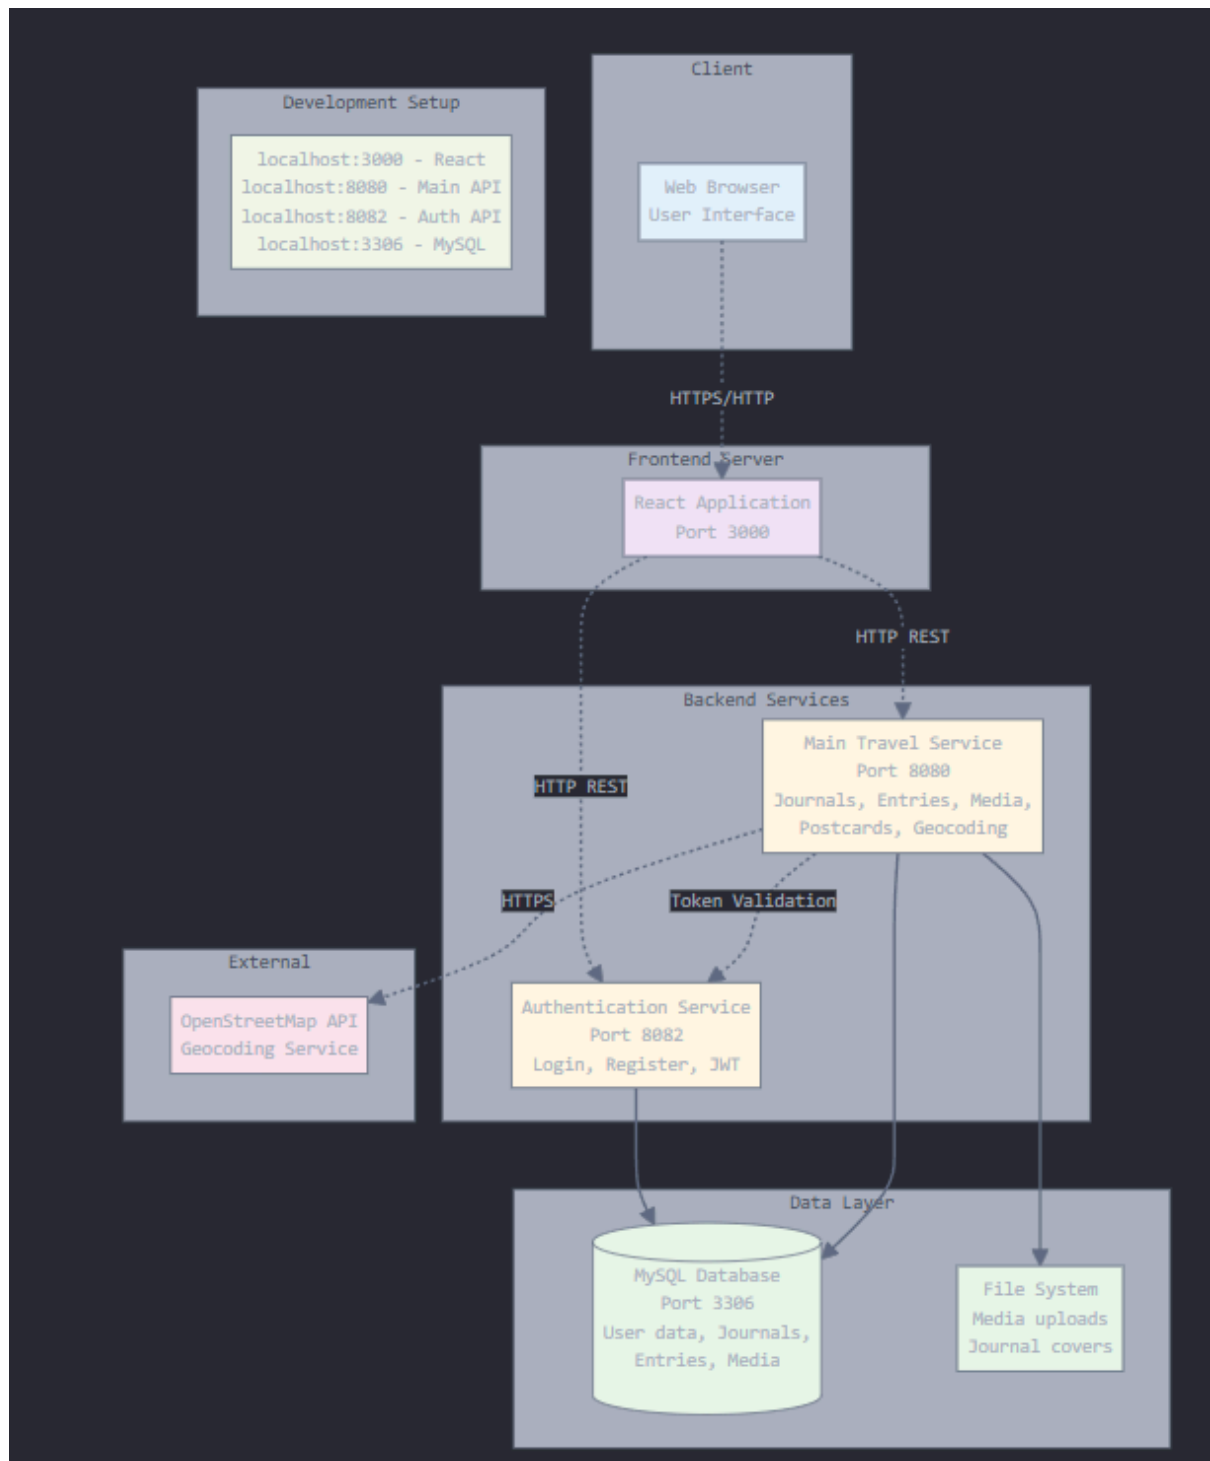 Client
Development Setup
localhost:3000 - React
localhost:8080 - Main API
localhost:8082 - Auth API
localhost:3306 - MySQL
Web Browser
User Interface
HTTPS/HTTP
Frontend Server
React Application
Port 3000
HTTP REST
Backend Services
Main Travel Service
Port 8080
Journals, Entries, Media,
Postcards, Geocoding
HTTP REST
HTTPS
Token Validation
External
OpenStreetMap API
Geocoding Service
Authentication Service
Port 8082
Login, Register, JWT
Data Layer
MySQL Database
Port 3306
User data, Journals,
Entries, Media
File System
Media uploads
Journal covers